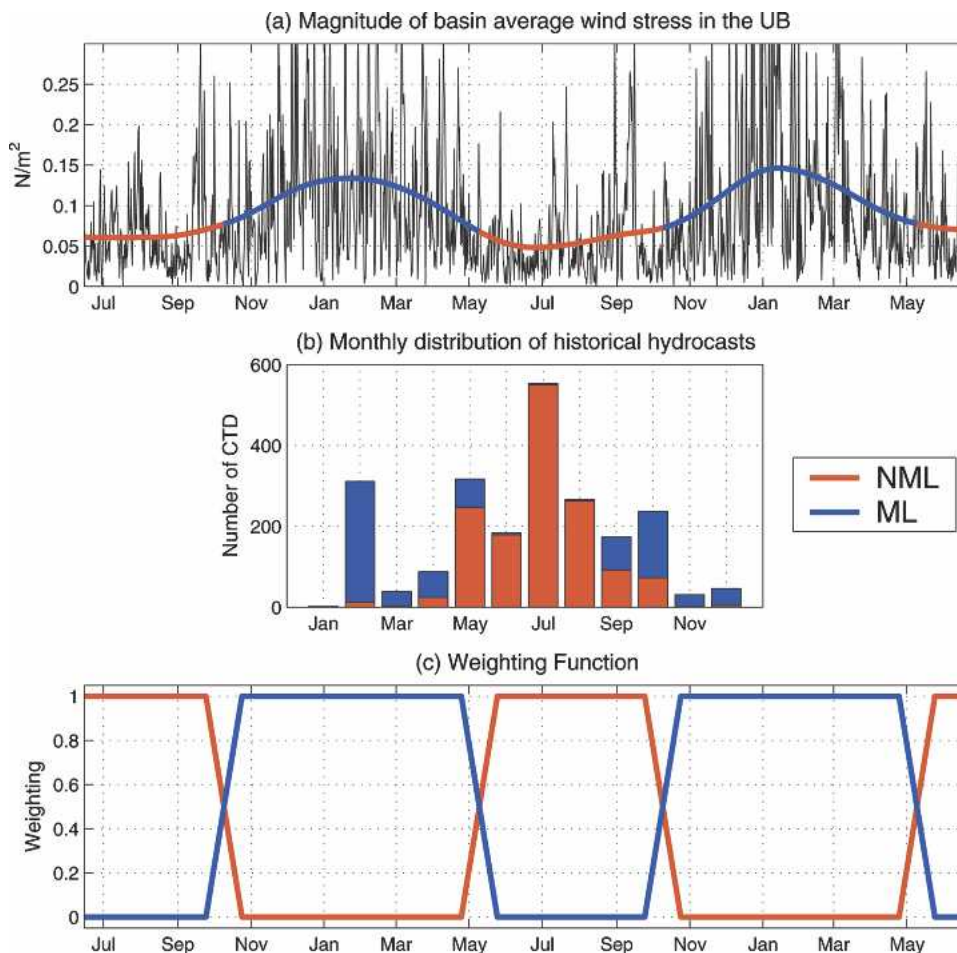 (a) Magnitude of basin average wind stress in the UB
N/m²
0.25
0.2
0.15
0.1
0.05
0
Jul Sep Nov Jan Mar May Jul Sep Nov Jan Mar May
(b) Monthly distribution of historical hydrocasts
Number of CTD
600
400
200
0
Jan Mar May Jul Sep Nov
NML
ML
(c) Weighting Function
Weighting
1
0.8
0.6
0.4
0.2
0
Jul Sep Nov Jan Mar May Jul Sep Nov Jan Mar May